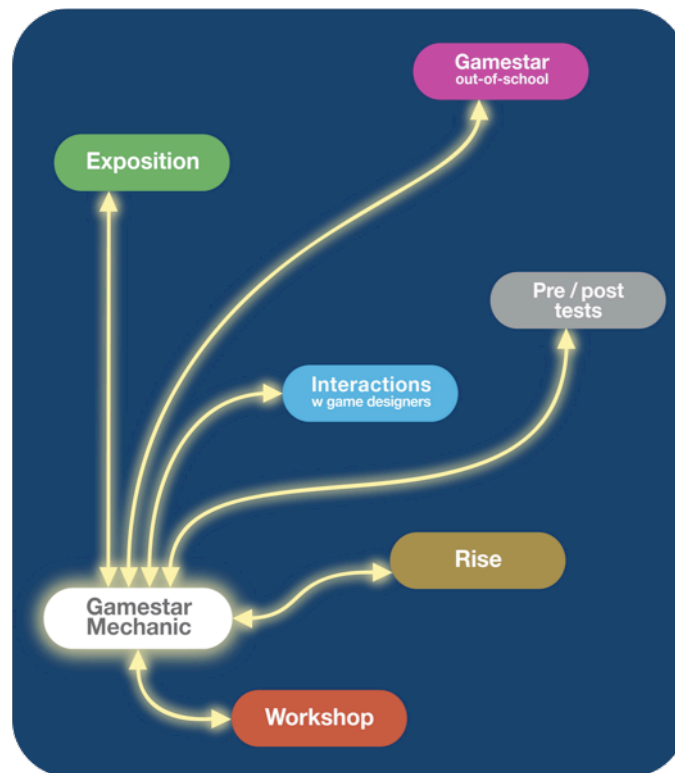 Gamestar
out-of-school
Exposition
Pre / post
tests
Interactions
w game designers
Rise
Gamestar
Mechanic
Workshop